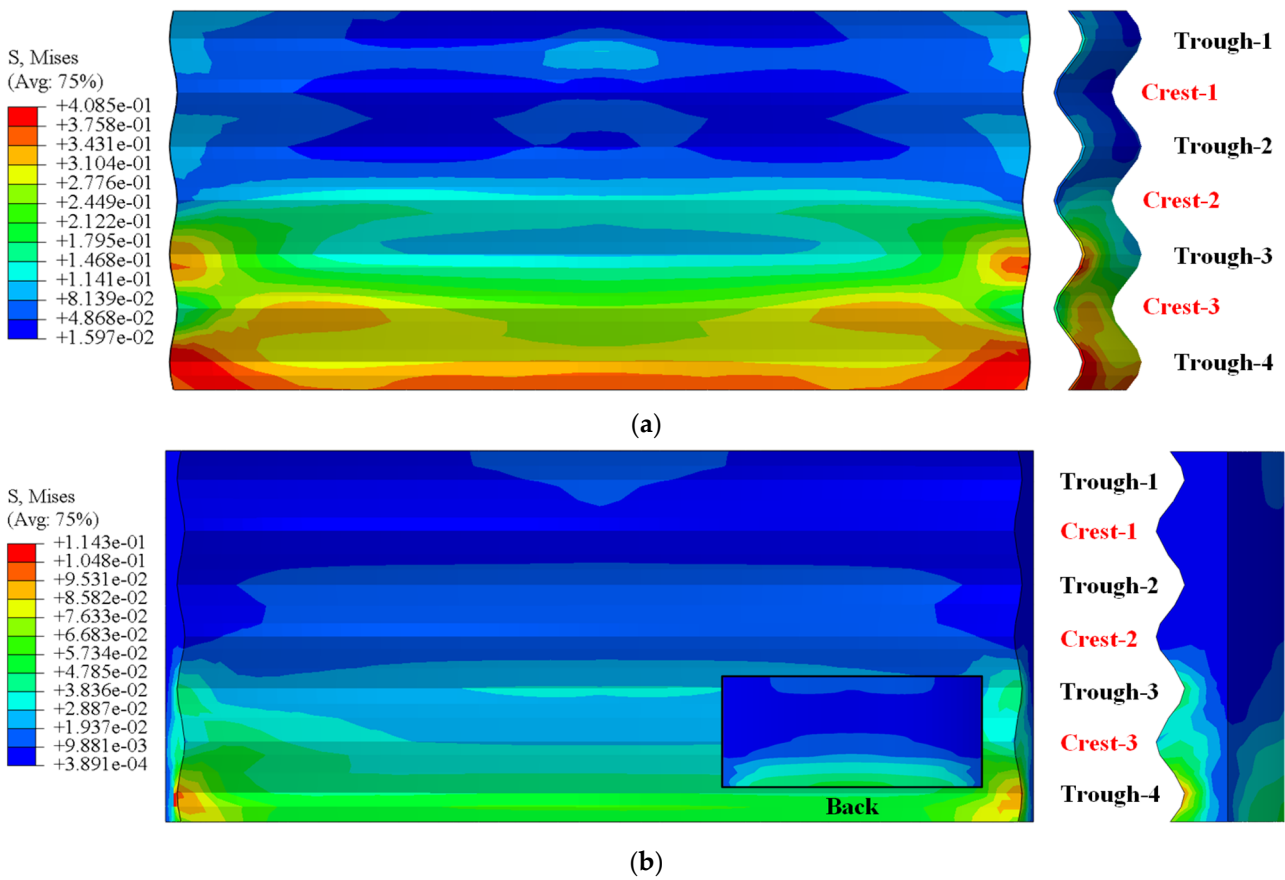 S, Mises
(Avg: 75%)
+4.085e-01
+3.758e-01
+3.431e-01
+3.104e-01
+2.776e-01
+2.449e-01
+2.122e-01
+1.795e-01
+1.468e-01
+1.141e-01
+8.139e-02
+4.868e-02
+1.597e-02
Trough-1
Crest-1
Trough-2
Crest-2
Trough-3
Crest-3
Trough-4
(a)
S, Mises
(Avg: 75%)
+1.143e-01
+1.048e-01
+9.531e-02
+8.582e-02
+7.633e-02
+6.683e-02
+5.734e-02
+4.785e-02
+3.836e-02
+2.887e-02
+1.937e-02
+9.881e-03
+3.891e-04
Back
Trough-1
Crest-1
Trough-2
Crest-2
Trough-3
Crest-3
Trough-4
(b)